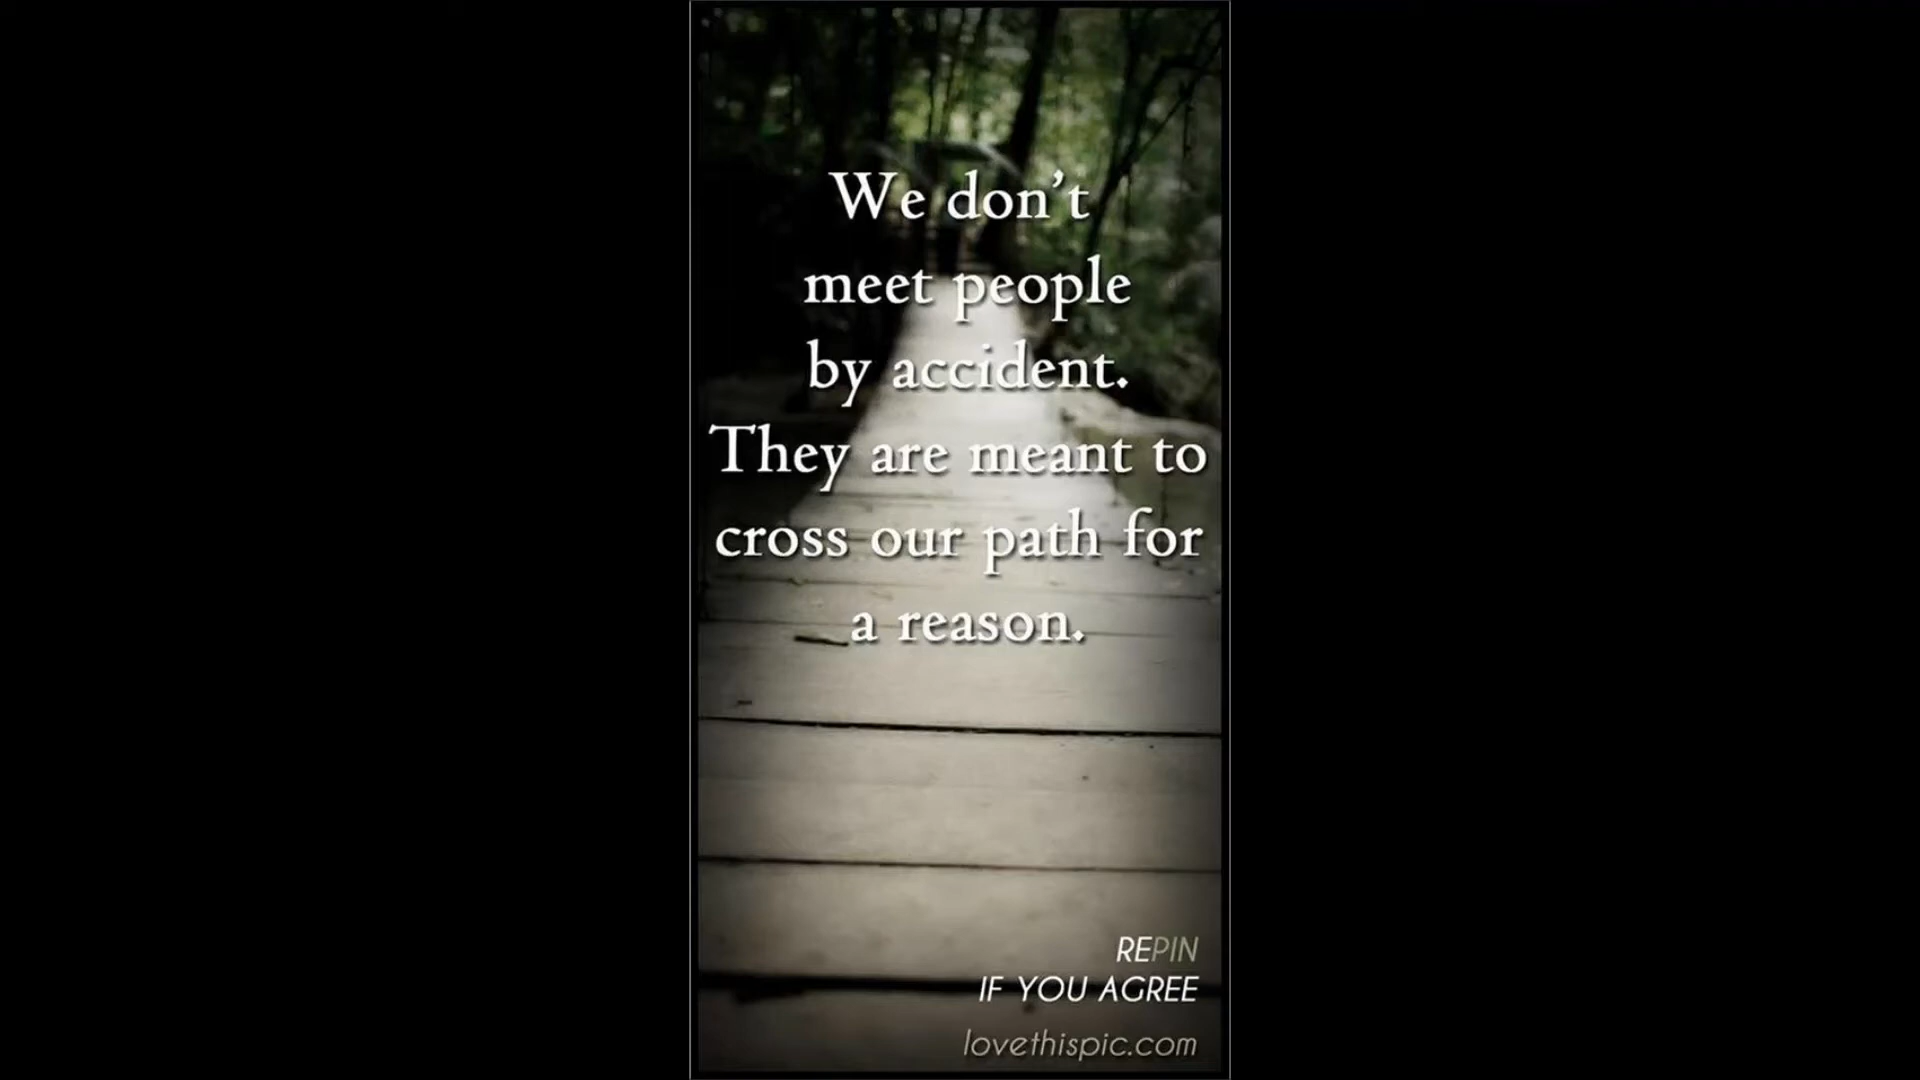 We don't
meet people
by accident.
They are meant to
cross our path for
a reason.
REPIN
IF YOU AGREE
lovethispic.com